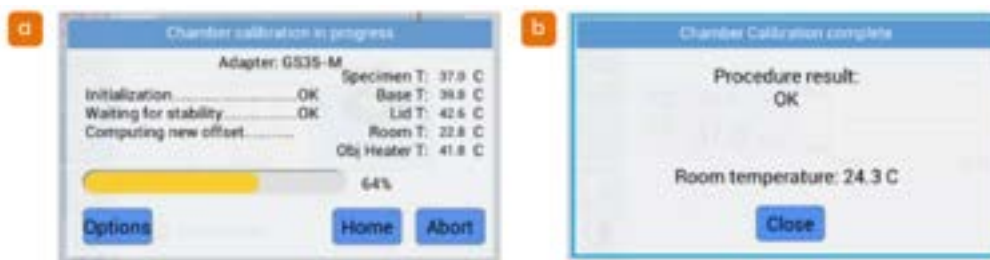 a
Chamber calibration in progress
Adapter: GS35-M
Specimen T: 37.0 C
Initialization..................OK
Base T: 39.8 C
Waiting for stability..........OK
Lid T: 42.6 C
Computing new offset..........
Room T: 22.8 C
Obj Heater T: 41.8 C
64%
Options
Home
Abort
b
Chamber Calibration complete
Procedure result:
OK
Room temperature: 24.3 C
Close